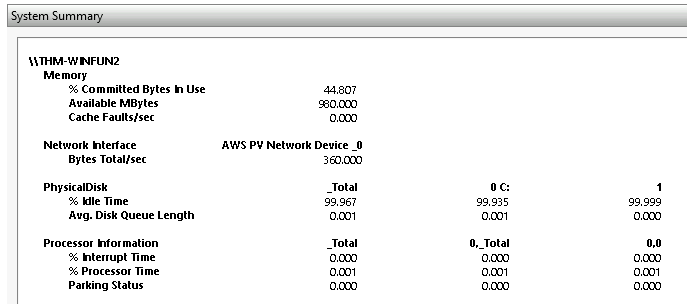 System Summary
\\THM-WINFUN2
Memory
% Committed Bytes In Use 44.807
Available MBytes 980.000
Cache Faults/sec 0.000
Network Interface AWS PV Network Device _0
Bytes Total/sec 360.000
PhysicalDisk _Total 0 C: 1
% Idle Time 99.967 99.935 99.999
Avg. Disk Queue Length 0.001 0.001 0.000
Processor Information _Total 0,_Total 0,0
% Interrupt Time 0.000 0.000 0.000
% Processor Time 0.001 0.001 0.001
Parking Status 0.000 0.000 0.000